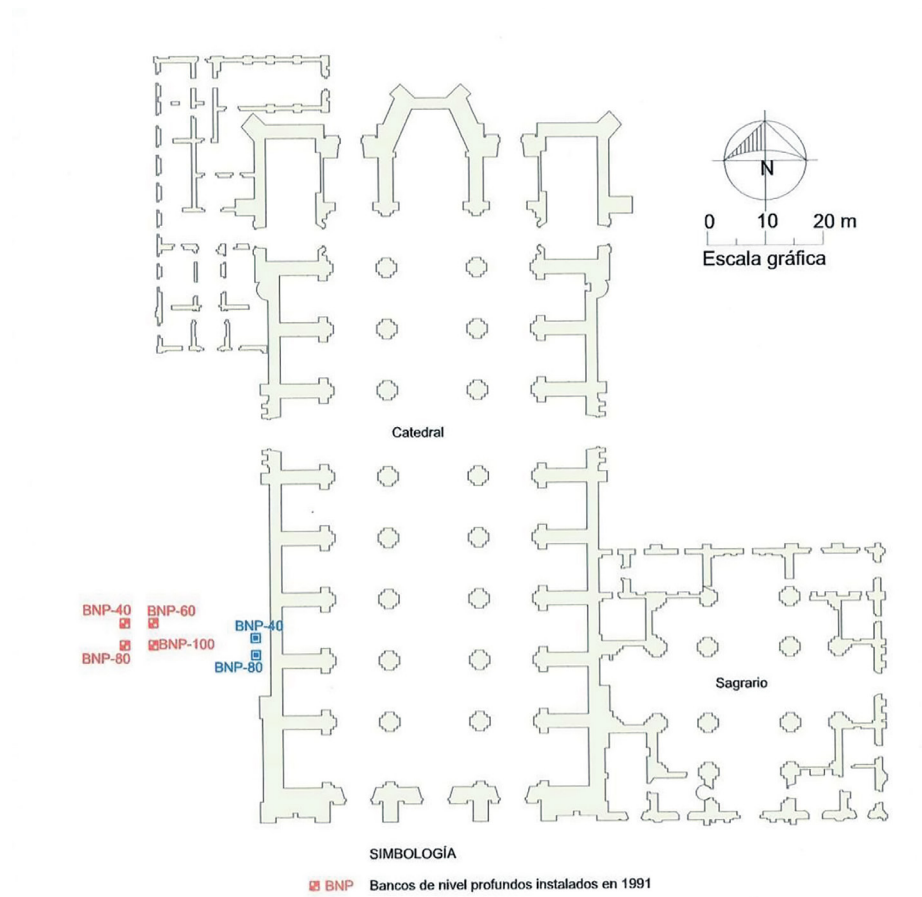 N
0 10 20 m
Escala gráfica
Catedral
BNP-40 BNP-60
BNP-40
BNP-100
BNP-80
BNP-80
Sagrario
SIMBOLOGÍA
BNP Bancos de nivel profundos instalados en 1991